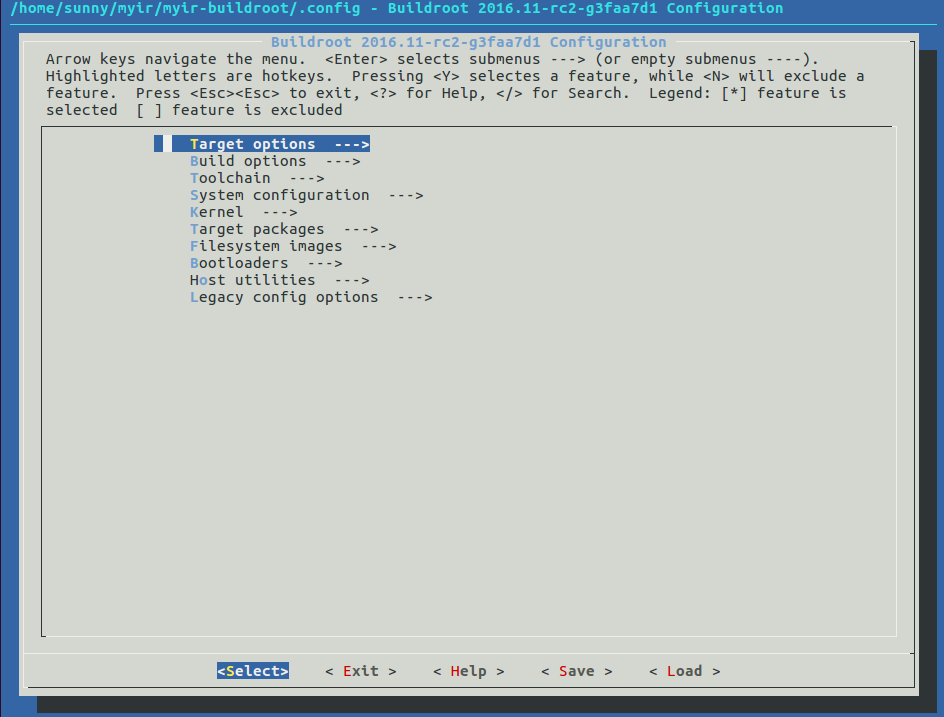 /home/sunny/myir/myir-buildroot/.config - Buildroot 2016.11-rc2-g3faa7d1 Configuration
Buildroot 2016.11-rc2-g3faa7d1 Configuration
Arrow keys navigate the menu.  <Enter> selects submenus ---> (or empty submenus ----).
Highlighted letters are hotkeys.  Pressing <Y> selectes a feature, while <N> will exclude a
feature.  Press <Esc><Esc> to exit, <?> for Help, </> for Search.  Legend: [*] feature is
selected  [ ] feature is excluded
Target options  --->
Build options  --->
Toolchain  --->
System configuration  --->
Kernel  --->
Target packages  --->
Filesystem images  --->
Bootloaders  --->
Host utilities  --->
Legacy config options  --->
<Select>    < Exit >    < Help >    < Save >    < Load >